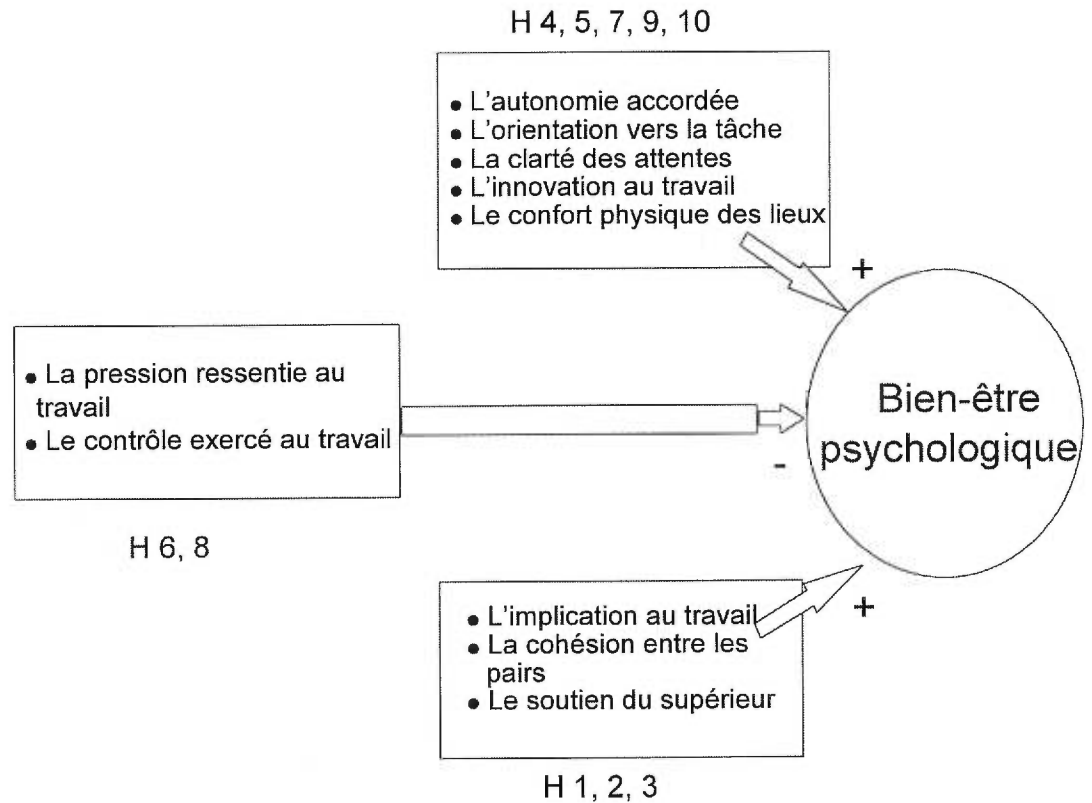 H 4, 5, 7, 9, 10
• L'autonomie accordée
• L'orientation vers la tâche
• La clarté des attentes
• L'innovation au travail
• Le confort physique des lieux
+
• La pression ressentie au
travail
• Le contrôle exercé au travail
-
Bien-être
psychologique
H 6, 8
• L'implication au travail
• La cohésion entre les
pairs
• Le soutien du supérieur
+
H 1, 2, 3